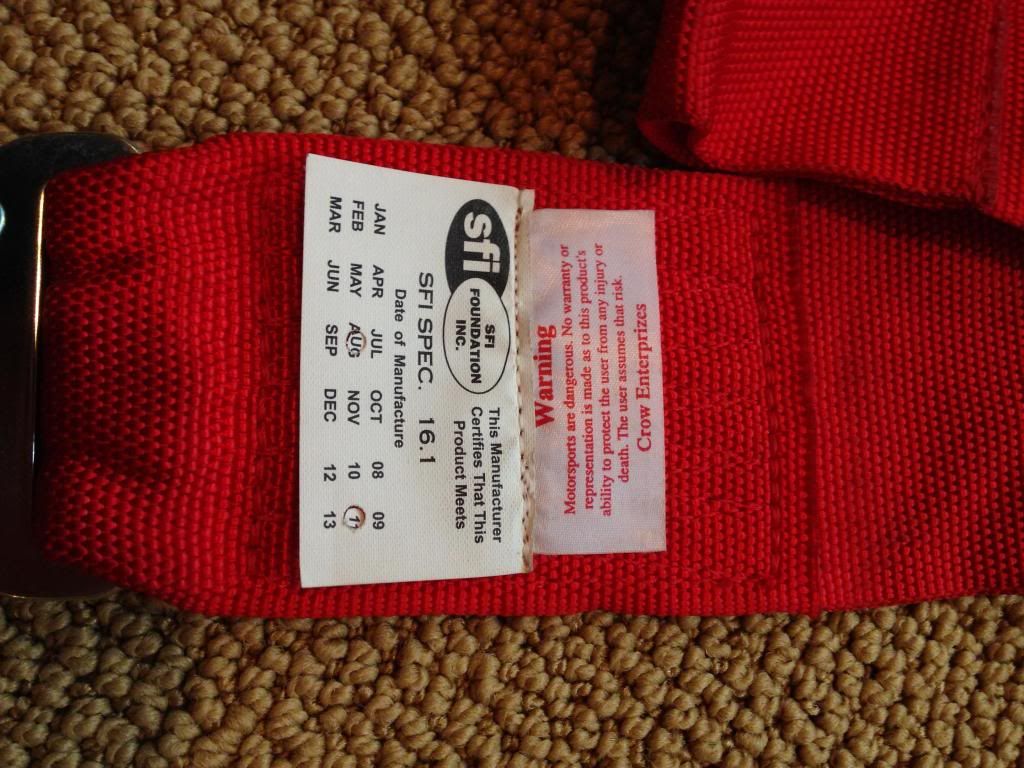 sfi
SFI
FOUNDATION
INC.
This Manufacturer
Certifies That This
Product Meets
SFI SPEC. 16.1
Date of Manufacture
JAN APR JUL OCT 08 09
FEB MAY AUG NOV 10 11
MAR JUN SEP DEC 12 13
Warning
Motorsports are dangerous. No warranty or
representation is made as to this product's
ability to protect the user from any injury or
death. The user assumes that risk.
Crow Enterprizes